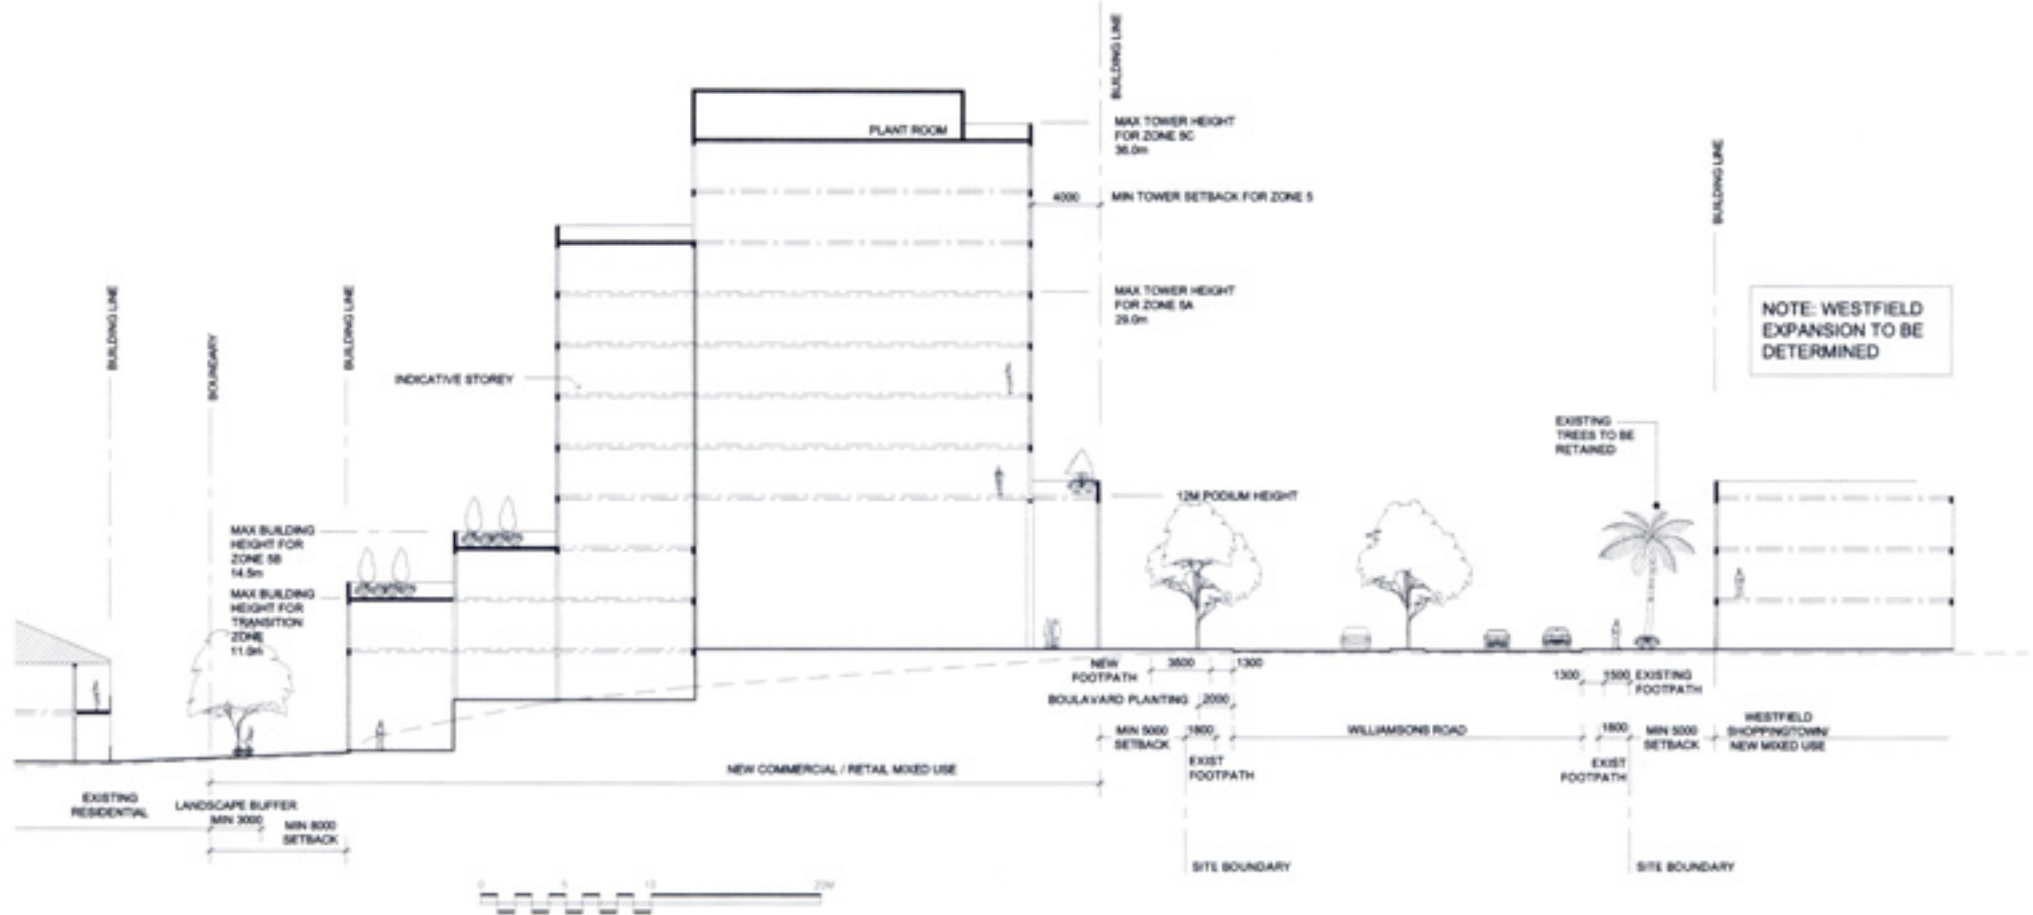 BUILDING LINE
PLANT ROOM
MAX TOWER HEIGHT
FOR ZONE 5C
36.0m
4000
MIN TOWER SETBACK FOR ZONE 5
BUILDING LINE
MAX TOWER HEIGHT
FOR ZONE 5A
29.0m
NOTE: WESTFIELD
EXPANSION TO BE
DETERMINED
BUILDING LINE
BOUNDARY
BUILDING LINE
INDICATIVE STOREY
EXISTING
TREES TO BE
RETAINED
12M PODIUM HEIGHT
MAX BUILDING
HEIGHT FOR
ZONE 5B
14.5m
MAX BUILDING
HEIGHT FOR
TRANSITION
ZONE
11.0m
NEW
FOOTPATH
3500
1300
1300
1500
EXISTING
FOOTPATH
BOULAVARD PLANTING
2000
MIN 5000
SETBACK
1800
WILLIAMSONS ROAD
1800
MIN 5000
SETBACK
WESTFIELD
SHOPPINGTOWN/
NEW MIXED USE
EXIST
FOOTPATH
EXIST
FOOTPATH
NEW COMMERCIAL / RETAIL MIXED USE
EXISTING
RESIDENTIAL
LANDSCAPE BUFFER
MIN 3000
MIN 8000
SETBACK
SITE BOUNDARY
SITE BOUNDARY
0 5 10 20M